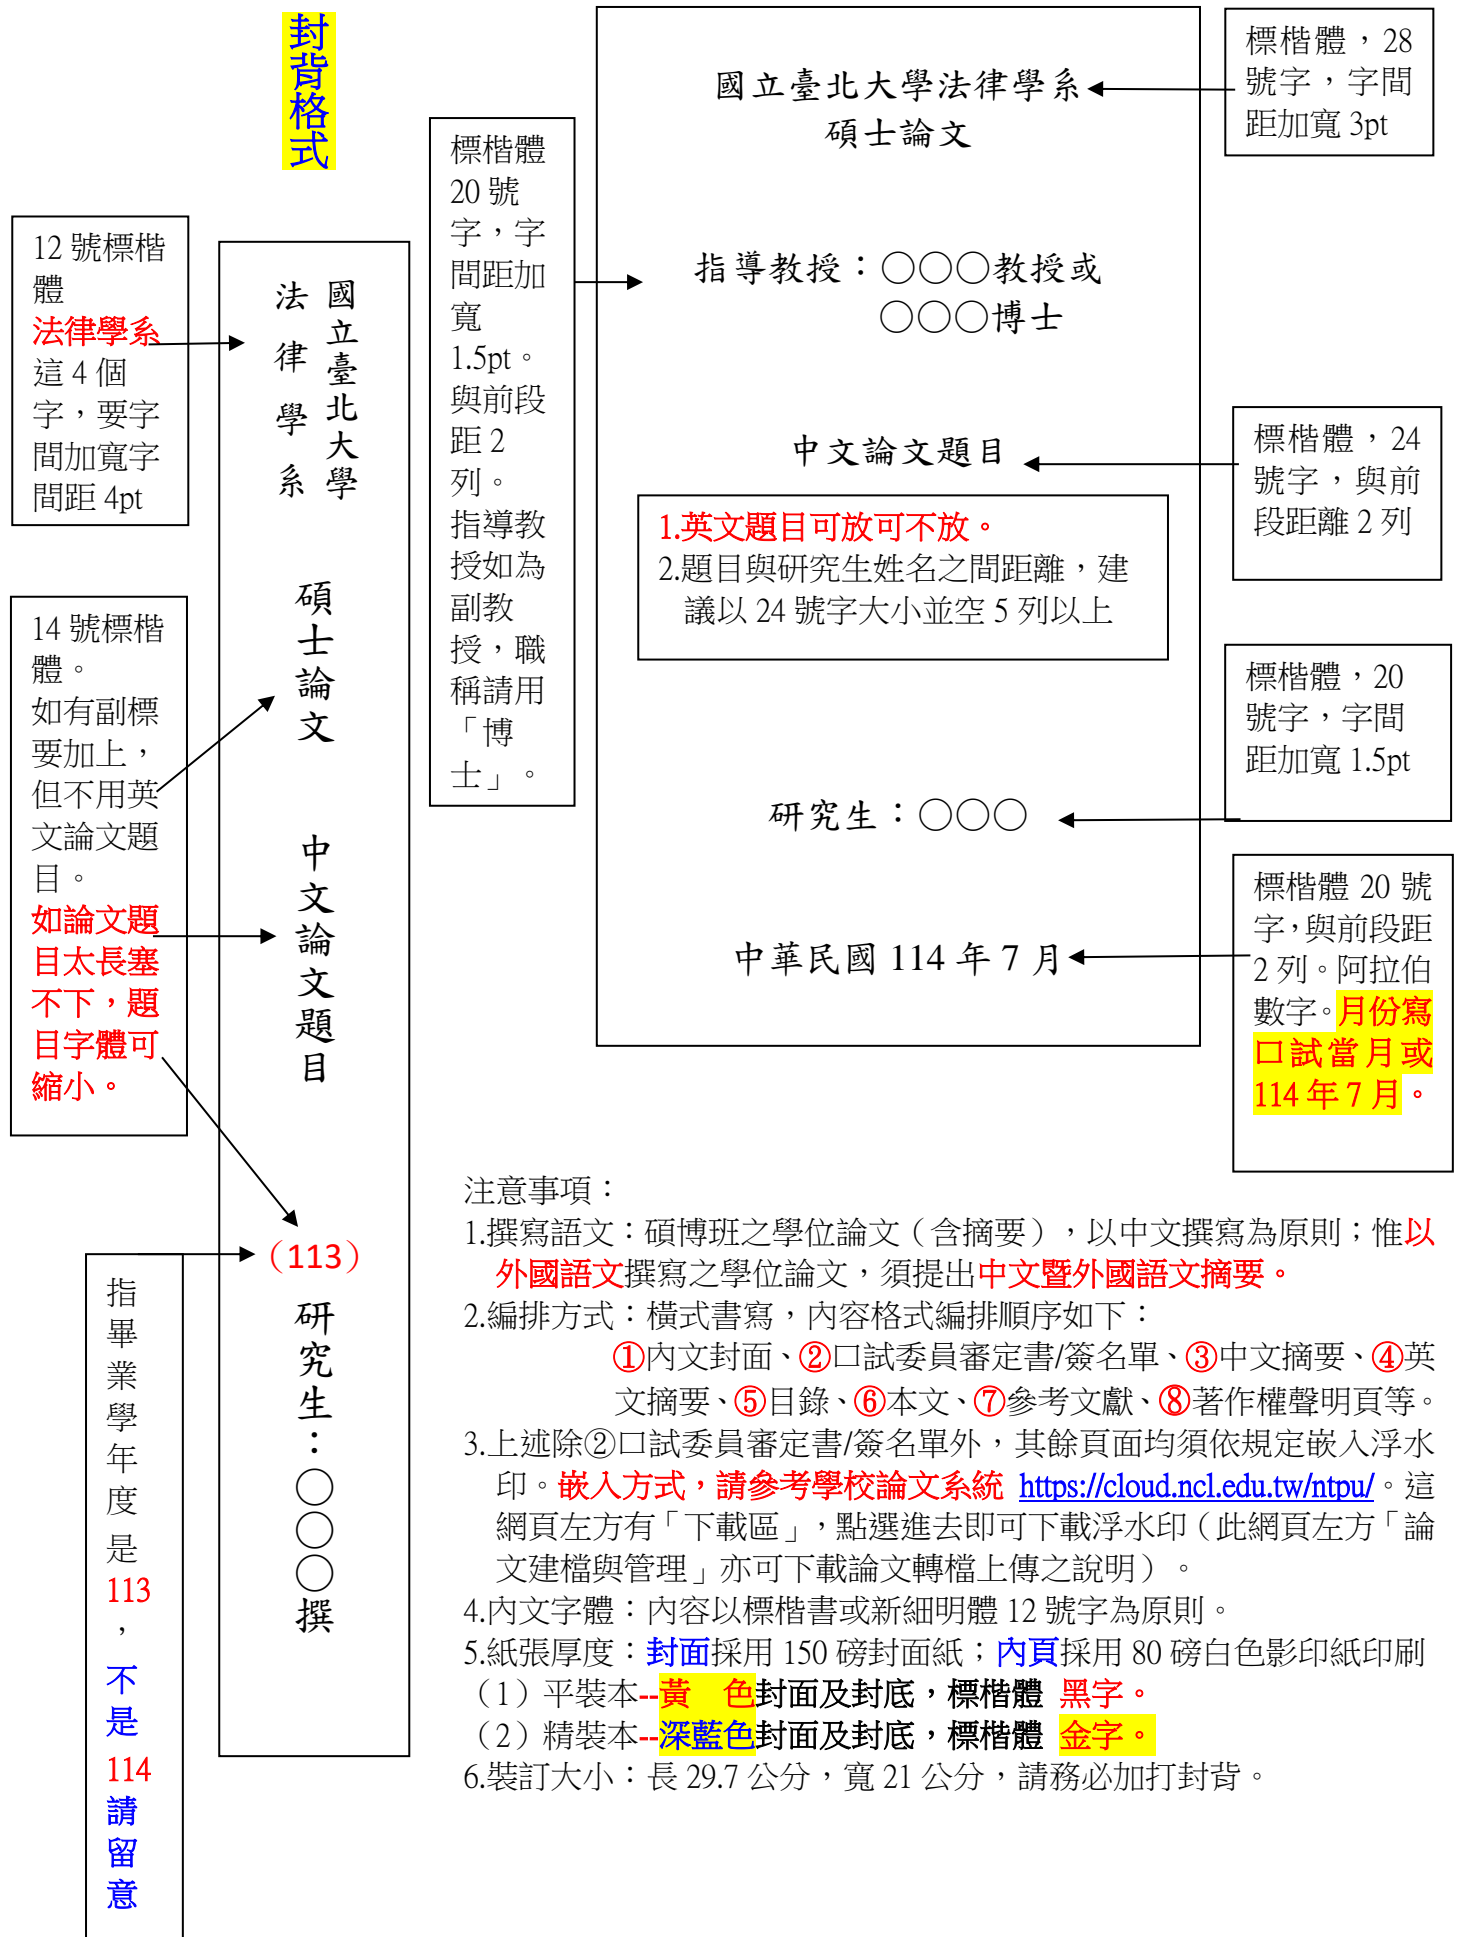 封背格式
國立臺北大學法律學系
碩士論文
指導教授：○○○教授或
○○○博士
中文論文題目
1.英文題目可放可不放。
2.題目與研究生姓名之間距離，建
議以 24 號字大小並空 5 列以上
研究生：○○○
中華民國 114 年 7 月
標楷體，28
號字，字間
距加寬 3pt
標楷體
20 號
字，字
間距加
寬
1.5pt。
與前段
距 2
列。
指導教
授如為
副教
授，職
稱請用
「博
士」。
標楷體，24
號字，與前
段距離 2 列
標楷體，20
號字，字間
距加寬 1.5pt
標楷體 20 號
字，與前段距
2 列。阿拉伯
數字。月份寫
口試當月或
114 年 7 月。
12 號標楷
體
法律學系
這 4 個
字，要字
間加寬字
間距 4pt
14 號標楷
體。
如有副標
要加上，
但不用英
文論文題
目。
如論文題
目太長塞
不下，題
目字體可
縮小。
國立臺北大學
法律學系
碩士論文
中文論文題目
（113）
研究生：○○○撰
指畢業學年度是113，不是114請留意
注意事項：
1.撰寫語文：碩博班之學位論文（含摘要），以中文撰寫為原則；惟以
外國語文撰寫之學位論文，須提出中文暨外國語文摘要。
2.編排方式：橫式書寫，內容格式編排順序如下：
①內文封面、②口試委員審定書/簽名單、③中文摘要、④英
文摘要、⑤目錄、⑥本文、⑦參考文獻、⑧著作權聲明頁等。
3.上述除②口試委員審定書/簽名單外，其餘頁面均須依規定嵌入浮水
印。嵌入方式，請參考學校論文系統 https://cloud.ncl.edu.tw/ntpu/。這
網頁左方有「下載區」，點選進去即可下載浮水印（此網頁左方「論
文建檔與管理」亦可下載論文轉檔上傳之說明）。
4.內文字體：內容以標楷書或新細明體 12 號字為原則。
5.紙張厚度：封面採用 150 磅封面紙；內頁採用 80 磅白色影印紙印刷
（1）平裝本--黃　色封面及封底，標楷體 黑字。
（2）精裝本--深藍色封面及封底，標楷體 金字。
6.裝訂大小：長 29.7 公分，寬 21 公分，請務必加打封背。